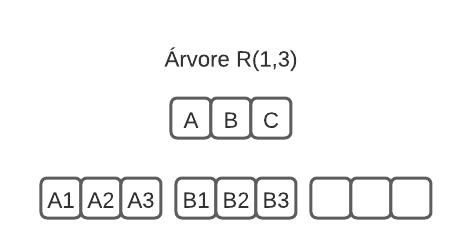 Árvore R(1,3)
A B C
A1 A2 A3 B1 B2 B3